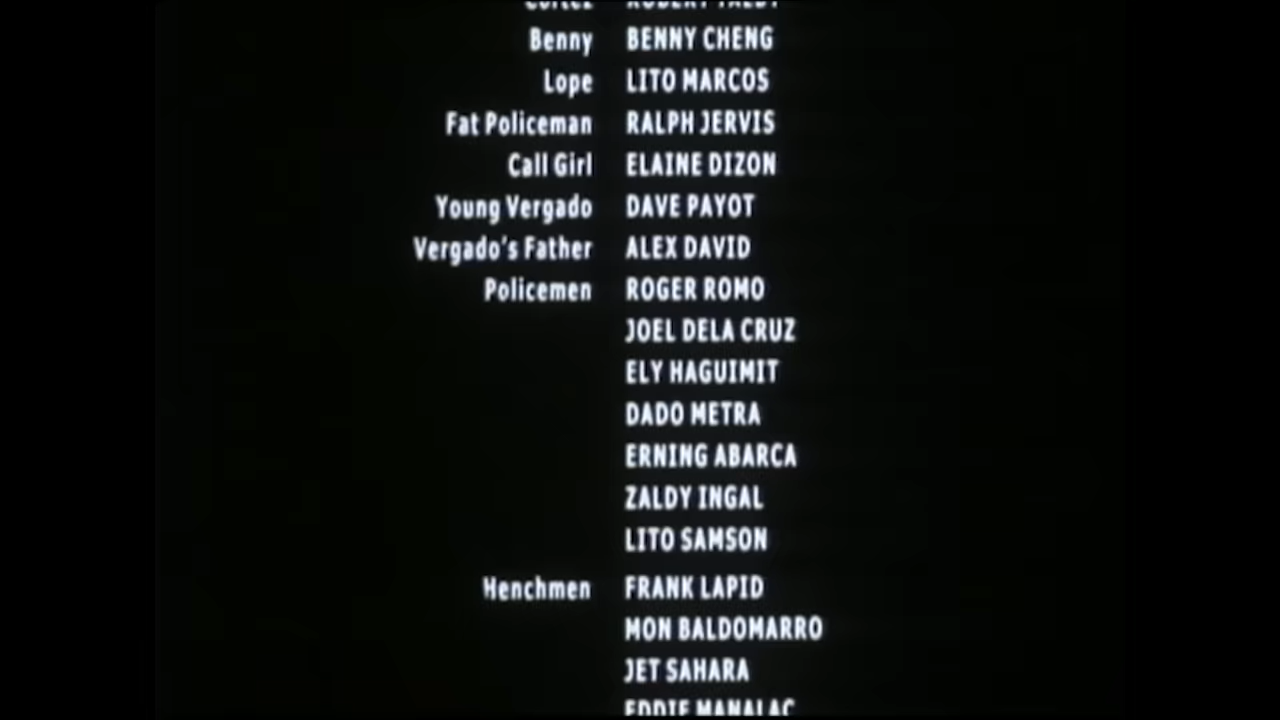 Benny BENNY CHENG
Lope LITO MARCOS
Fat Policeman RALPH JERVIS
Call Girl ELAINE DIZON
Young Vergado DAVE PAYOT
Vergado's Father ALEX DAVID
Policemen ROGER ROMO
JOEL DELA CRUZ
ELY HAGUIMIT
DADO METRA
ERNING ABARCA
ZALDY INGAL
LITO SAMSON
Henchmen FRANK LAPID
MON BALDOMARRO
JET SAHARA
EDDIE MANALAC